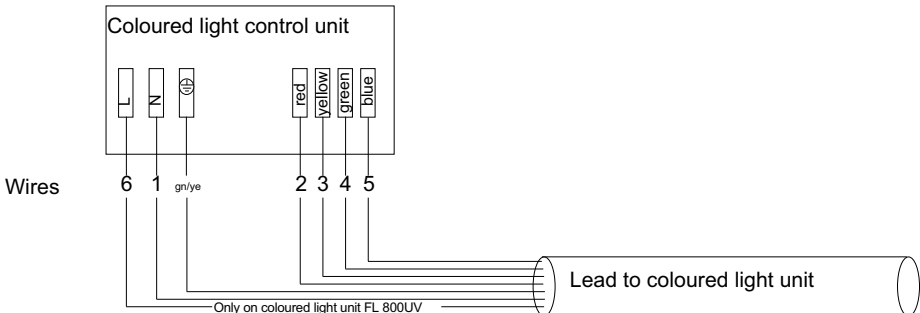 Coloured light control unit
L N red yellow green blue
Wires 6 1 gn/ye 2 3 4 5
Lead to coloured light unit
Only on coloured light unit FL 800UV